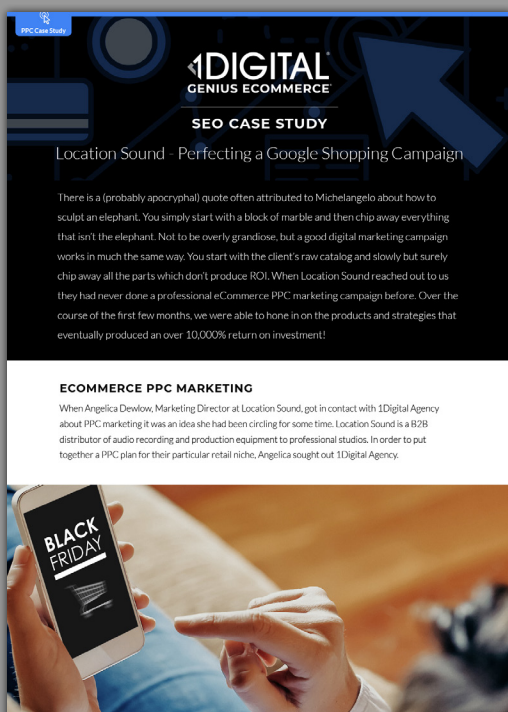 PPC Case Study
1DIGITAL®
GENIUS ECOMMERCE
SEO CASE STUDY
Location Sound - Perfecting a Google Shopping Campaign
There is a (probably apocryphal) quote often attributed to Michelangelo about how to
sculpt an elephant. You simply start with a block of marble and then chip away everything
that isn't the elephant. Not to be overly grandiose, but a good digital marketing campaign
works in much the same way. You start with the client's raw catalog and slowly but surely
chip away all the parts which don't produce ROI. When Location Sound reached out to us
they had never done a professional eCommerce PPC marketing campaign before. Over the
course of the first few months, we were able to hone in on the products and strategies that
eventually produced an over 10,000% return on investment!
ECOMMERCE PPC MARKETING
When Angelica Dewlow, Marketing Director at Location Sound, got in contact with 1Digital Agency
about PPC marketing it was an idea she had been circling for some time. Location Sound is a B2B
distributor of audio recording and production equipment to professional studios. In order to put
together a PPC plan for their particular retail niche, Angelica sought out 1Digital Agency.
BLACK
FRIDAY